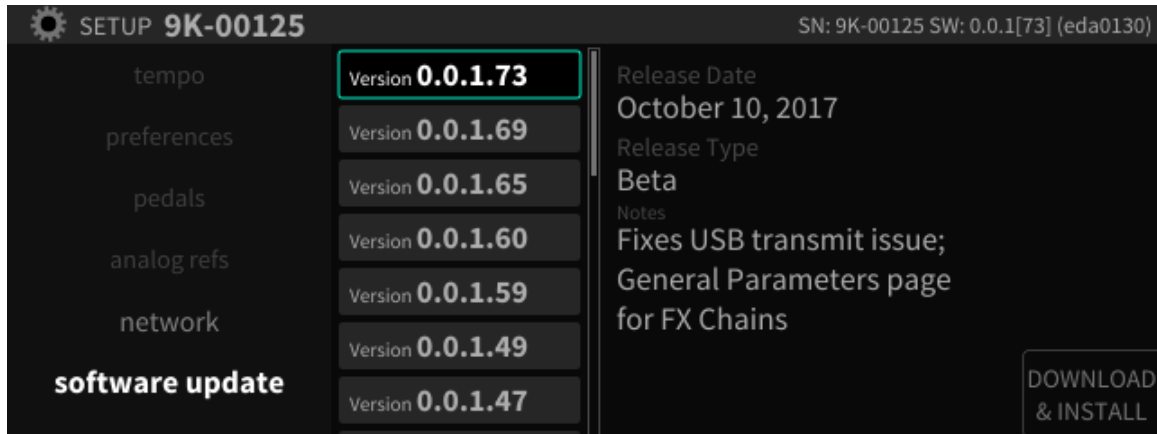 SETUP 9K-00125
SN: 9K-00125 SW: 0.0.1[73] (eda0130)
tempo
preferences
pedals
analog refs
network
software update
Version 0.0.1.73
Version 0.0.1.69
Version 0.0.1.65
Version 0.0.1.60
Version 0.0.1.59
Version 0.0.1.49
Version 0.0.1.47
Release Date
October 10, 2017
Release Type
Beta
Notes
Fixes USB transmit issue;
General Parameters page
for FX Chains
DOWNLOAD
& INSTALL